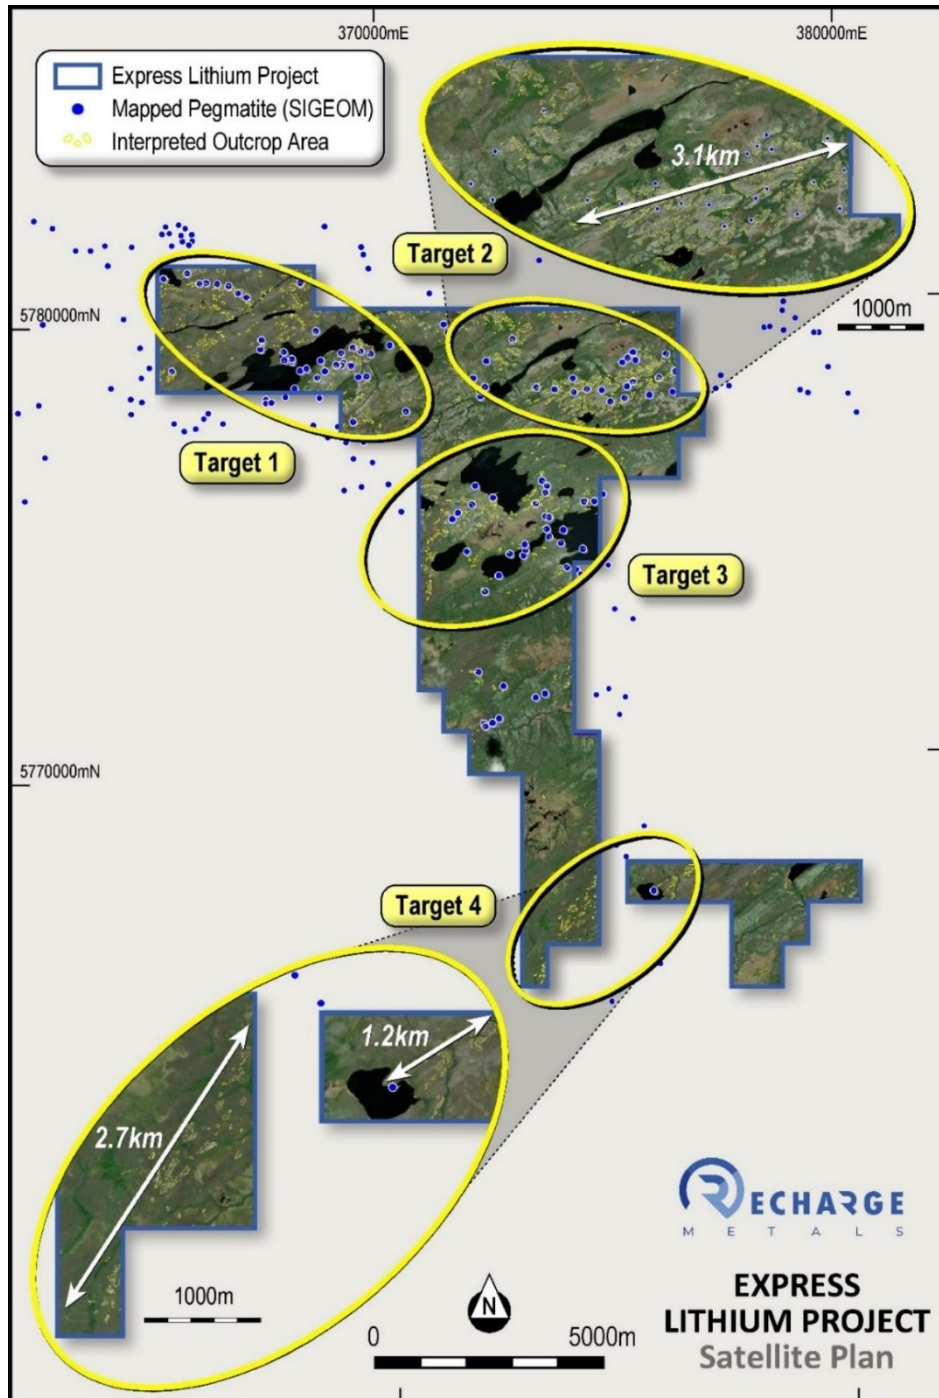 370000mE
380000mE
Express Lithium Project
Mapped Pegmatite (SIGEOM)
Interpreted Outcrop Area
3.1km
Target 2
1000m
5780000mN
Target 1
Target 3
5770000mN
Target 4
1.2km
2.7km
1000m
N
0 5000m
RECHARGE
METALS
EXPRESS
LITHIUM PROJECT
Satellite Plan